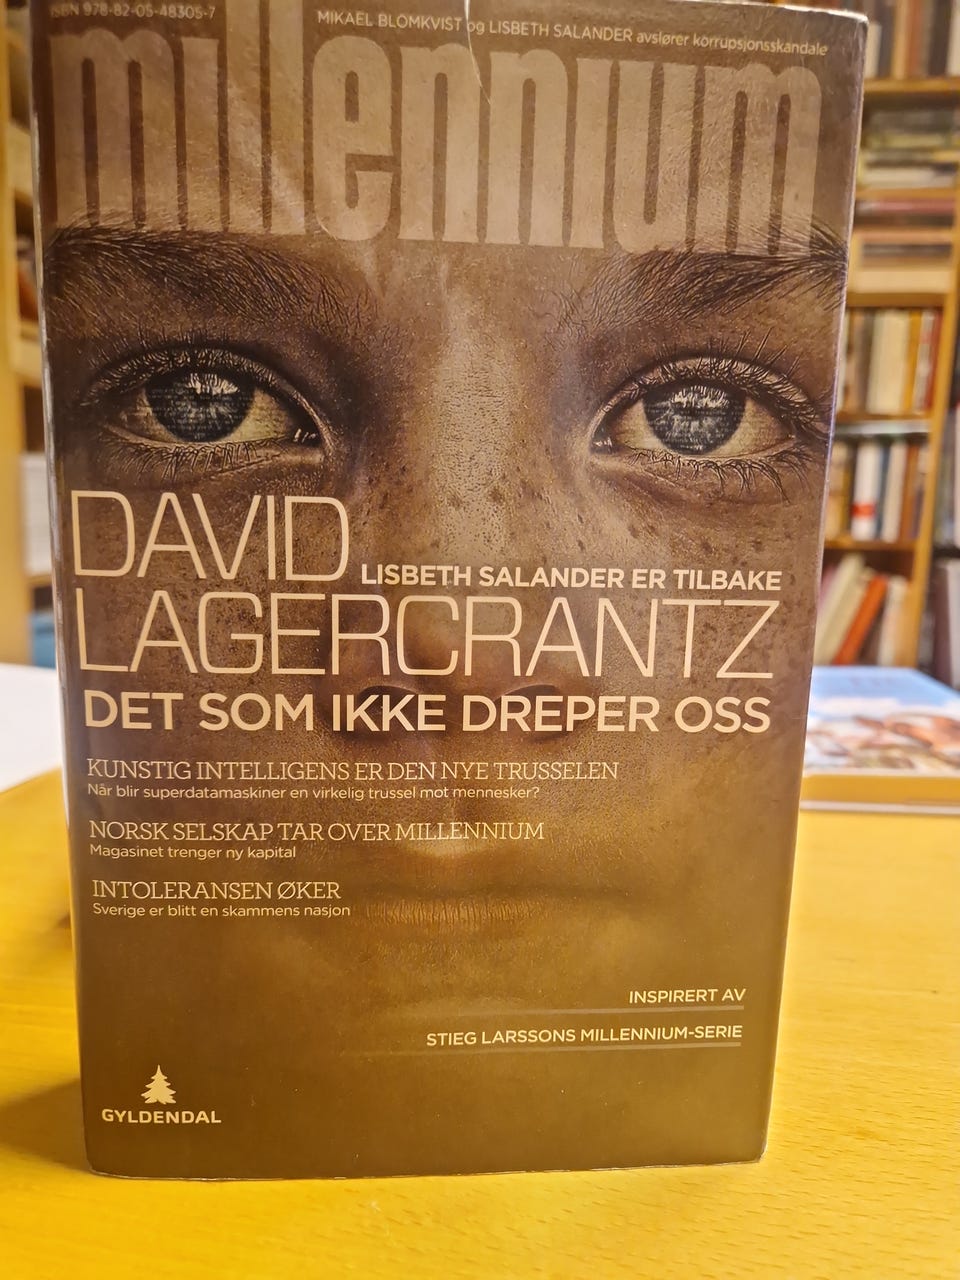 ISBN 978-82-05-48305-7
MIKAEL BLOMKVIST og LISBETH SALANDER avslører korrupsjonsskandale
millennium
DAVID
LISBETH SALANDER ER TILBAKE
LAGERCRANTZ
DET SOM IKKE DREPER OSS
KUNSTIG INTELLIGENS ER DEN NYE TRUSSELEN
Når blir superdatamaskiner en virkelig trussel mot mennesker?
NORSK SELSKAP TAR OVER MILLENNIUM
Magasinet trenger ny kapital
INTOLERANSEN ØKER
Sverige er blitt en skammens nasjon
INSPIRERT AV
STIEG LARSSONS MILLENNIUM-SERIE
GYLDENDAL